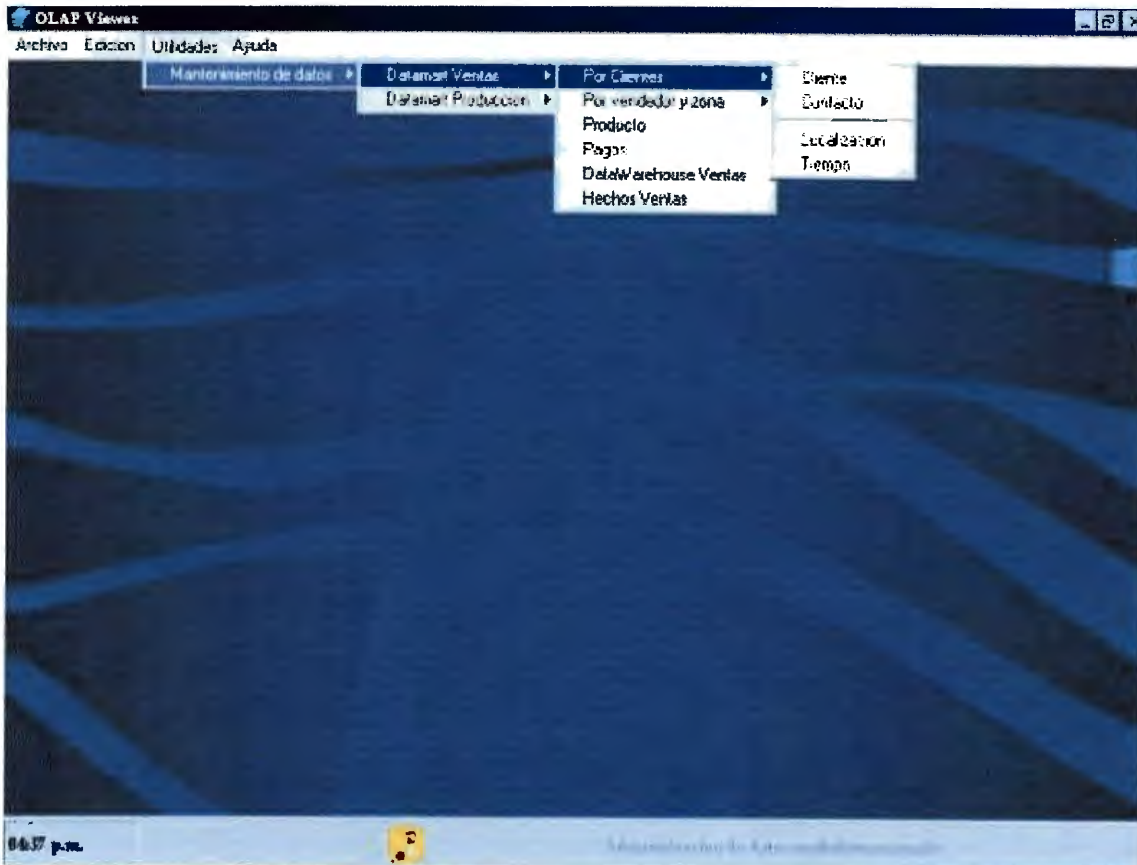 OLAP Viewer
Archivo Edicion Utilidades Ayuda
Mantenimiento de datos
Datamart Ventas
Datamart Produccion
Por Clientes
Por vendedor y zona
Producto
Pagos
DataWarehouse Ventas
Hechos Ventas
Cliente
Contacto
Localización
Tiempo
04:37 p.m.